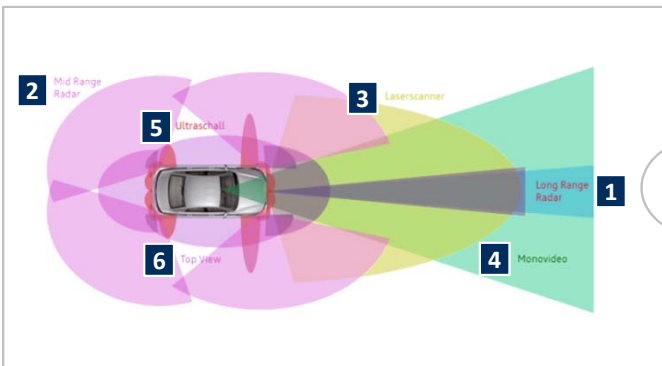 2
Mid Range
Radar
3
Laserscanner
5
Ultraschall
Long Range
Radar
1
6
Top View
4
Monovideo